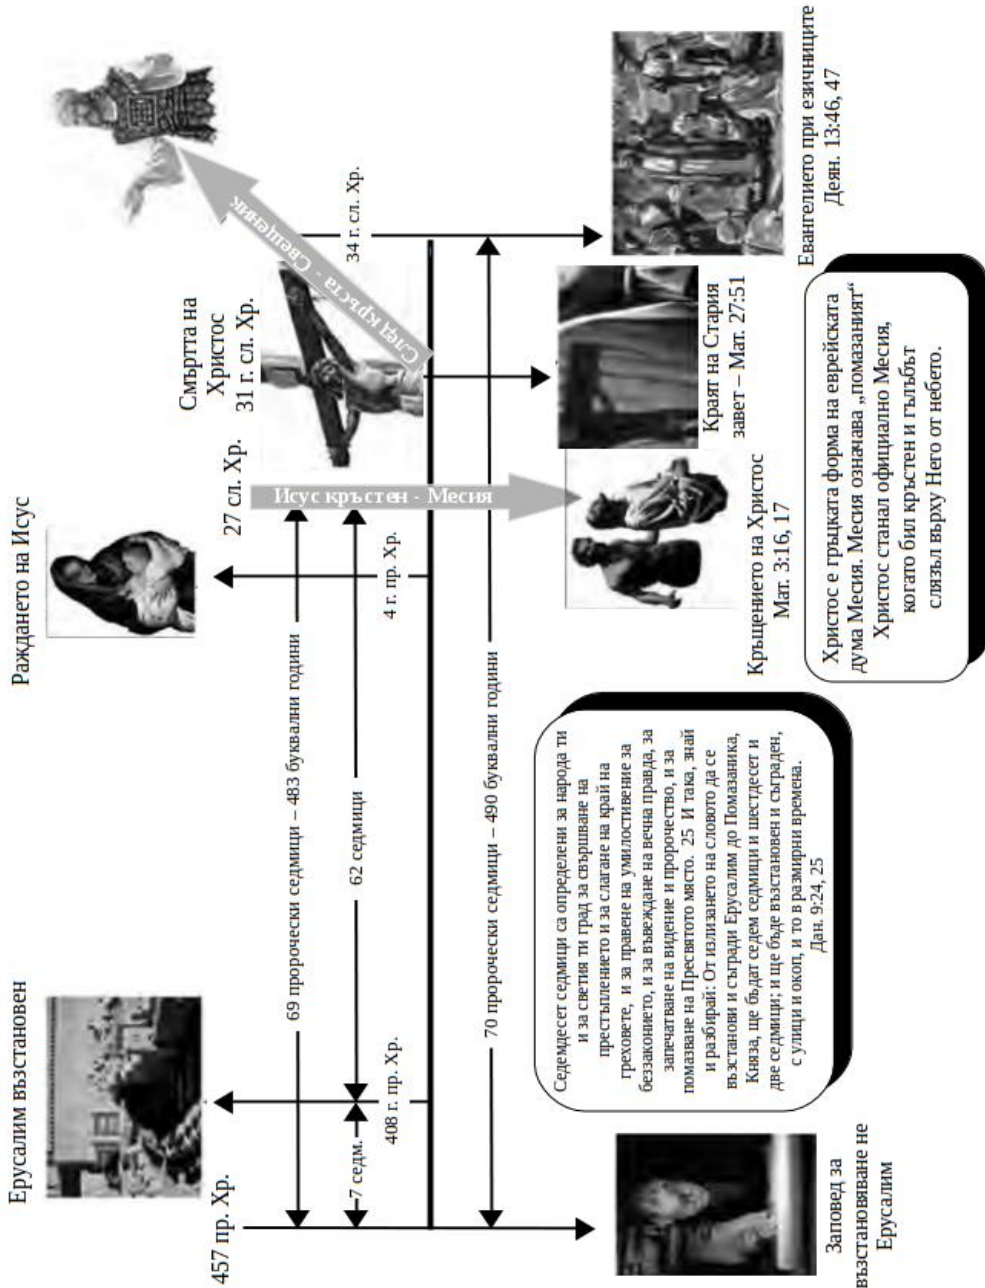 Ерусалим възстановен
457 пр. Хр.
Раждането на Исус
27 сл. Хр.
Смъртта на
Христос
31 г. сл. Хр.
След кръста - Свещеник
34 г. сл. Хр.
Исус кръстен - Месия
4 г. пр. Хр.
408 г. пр. Хр.
69 пророчески седмици – 483 буквални години
7 седм.
62 седмици
70 пророчески седмици – 490 буквални години
Заповед за
възстановяване не
Ерусалим
Седемдесет седмици са определени за народа ти
и за светия ти град за свършване на
престъплението и за слагане на край на
греховете, и за правене на умилостивение за
беззаконието, и за въвеждане на вечна правда, за
запечатване на видение и пророчество, и за
помазване на Пресвятото място. 25 И така, знай
и разбирай: От излизането на словото да се
възстанови и съгради Ерусалим до Помазаника,
Княза, ще бъдат седем седмици и шестдесет и
две седмици; и ще бъде възстановен и съграден,
с улици и окоп, и то в размирни времена.
Дан. 9:24, 25
Кръщението на Христос
Мат. 3:16, 17
Краят на Стария
завет – Мат. 27:51
Евангелието при езичниците
Деян. 13:46, 47
Христос е гръцката форма на еврейската
дума Месия. Месия означава „помазаният“
Христос станал официално Месия,
когато бил кръстен и гълъбът
слязъл върху Него от небето.